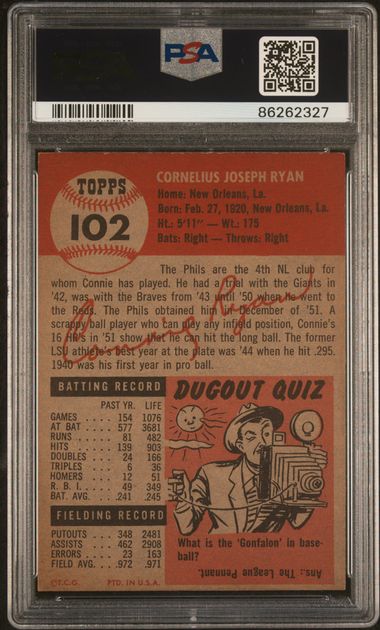 PSA
86262327
TOPPS
102
CORNELIUS JOSEPH RYAN
Home: New Orleans, La.
Born: Feb. 27, 1920, New Orleans, La.
Ht.: 5'11" — Wt.: 175
Bats: Right — Throws: Right
The Phils are the 4th NL club for
whom Connie has played. He had a trial with the Giants in
'42, was with the Braves from '43 until '50 when he went to
the Reds. The Phils obtained him in December of '51. A
scrappy ball player who can play any infield position, Connie's
16 HRs in '51 show that he can hit the long ball. The former
LSU athlete's best year at the plate was '44 when he hit .295.
1940 was his first year in pro ball.
Connie Ryan
BATTING RECORD
PAST YR. LIFE
GAMES 154 1076
AT BAT 577 3681
RUNS 81 482
HITS 139 903
DOUBLES 24 166
TRIPLES 6 36
HOMERS 12 51
R. B. I. 49 349
BAT. AVG. .241 .245
FIELDING RECORD
PUTOUTS 348 2481
ASSISTS 462 2908
ERRORS 23 163
FIELD AVG. .972 .971
©T.C.G. PTD. IN U.S.A.
DUGOUT QUIZ
What is the 'Gonfalon' in base-
ball?
Ans.: The League Pennant.